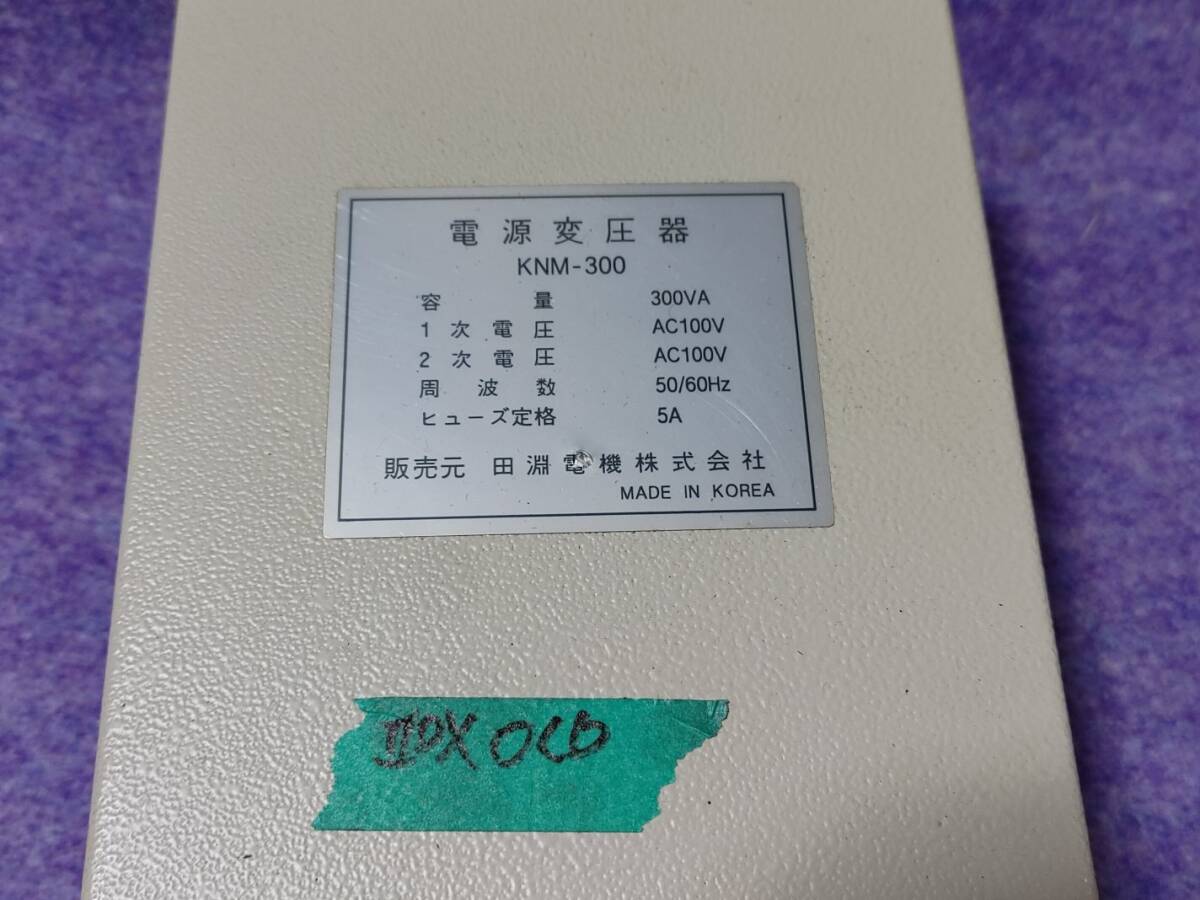 電源変圧器
KNM-300
容量 300VA
1次電圧 AC100V
2次電圧 AC100V
周波数 50/60Hz
ヒューズ定格 5A
販売元 田淵電機株式会社
MADE IN KOREA